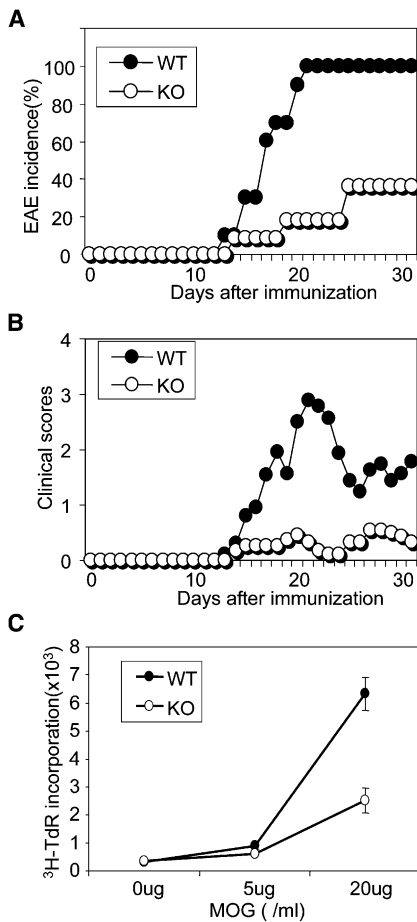 A
WT
KO
EAE incidence(%)
100
80
60
40
20
0
0 10 20 30
Days after immunization
B
WT
KO
Clinical scores
4
3
2
1
0
0 10 20 30
Days after immunization
C
WT
KO
³H-TdR incorporation(x10³)
8
7
6
5
4
3
2
1
0
0ug 5ug 20ug
MOG ( /ml)